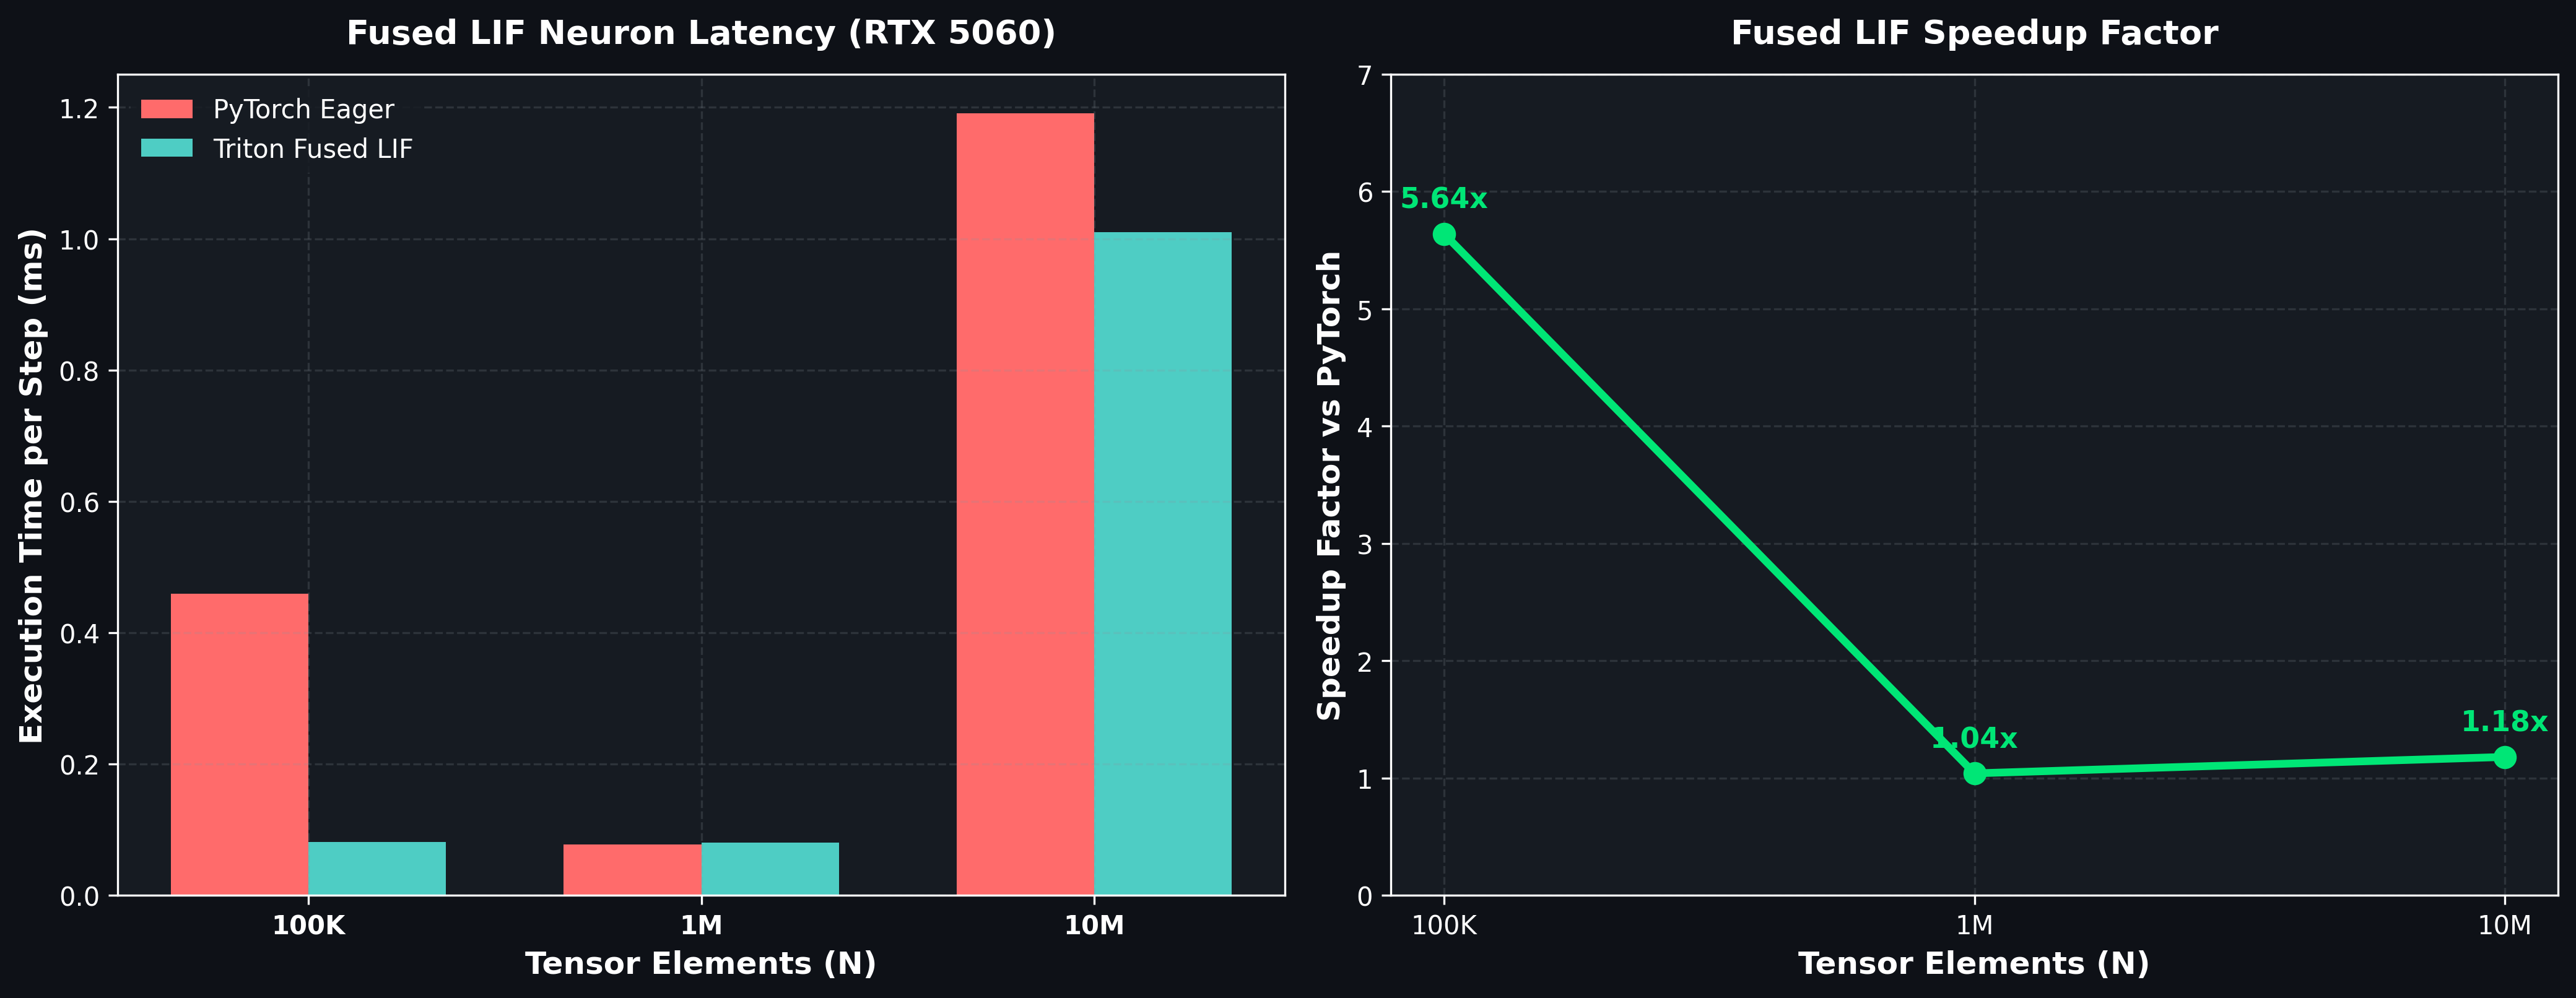 Fused LIF Neuron Latency (RTX 5060)
PyTorch Eager
Triton Fused LIF
Execution Time per Step (ms)
1.2
1.0
0.8
0.6
0.4
0.2
0.0
100K
1M
10M
Tensor Elements (N)
Fused LIF Speedup Factor
Speedup Factor vs PyTorch
7
6
5
4
3
2
1
0
5.64x
1.04x
1.18x
100K
1M
10M
Tensor Elements (N)